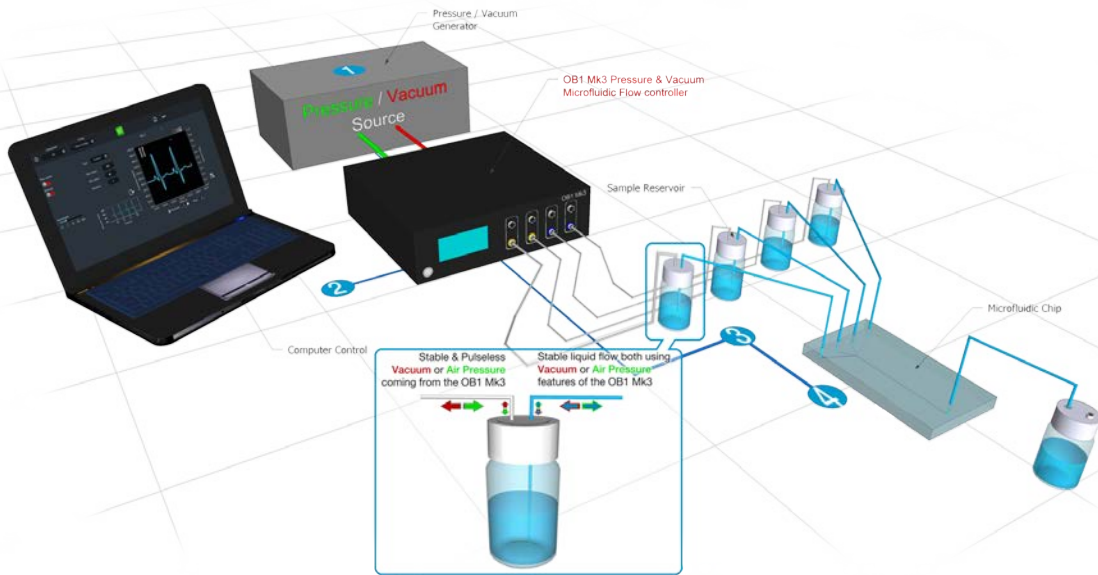 Pressure / Vacuum
Generator
1
Pressure / Vacuum
Source
OB1 Mk3 Pressure & Vacuum
Microfluidic Flow controller
OB1 Mk3
Sample Reservoir
2
Computer Control
3
4
Microfluidic Chip
Stable & Pulseless
Vacuum or Air Pressure
coming from the OB1 Mk3
Stable liquid flow both using
Vacuum or Air Pressure
features of the OB1 Mk3